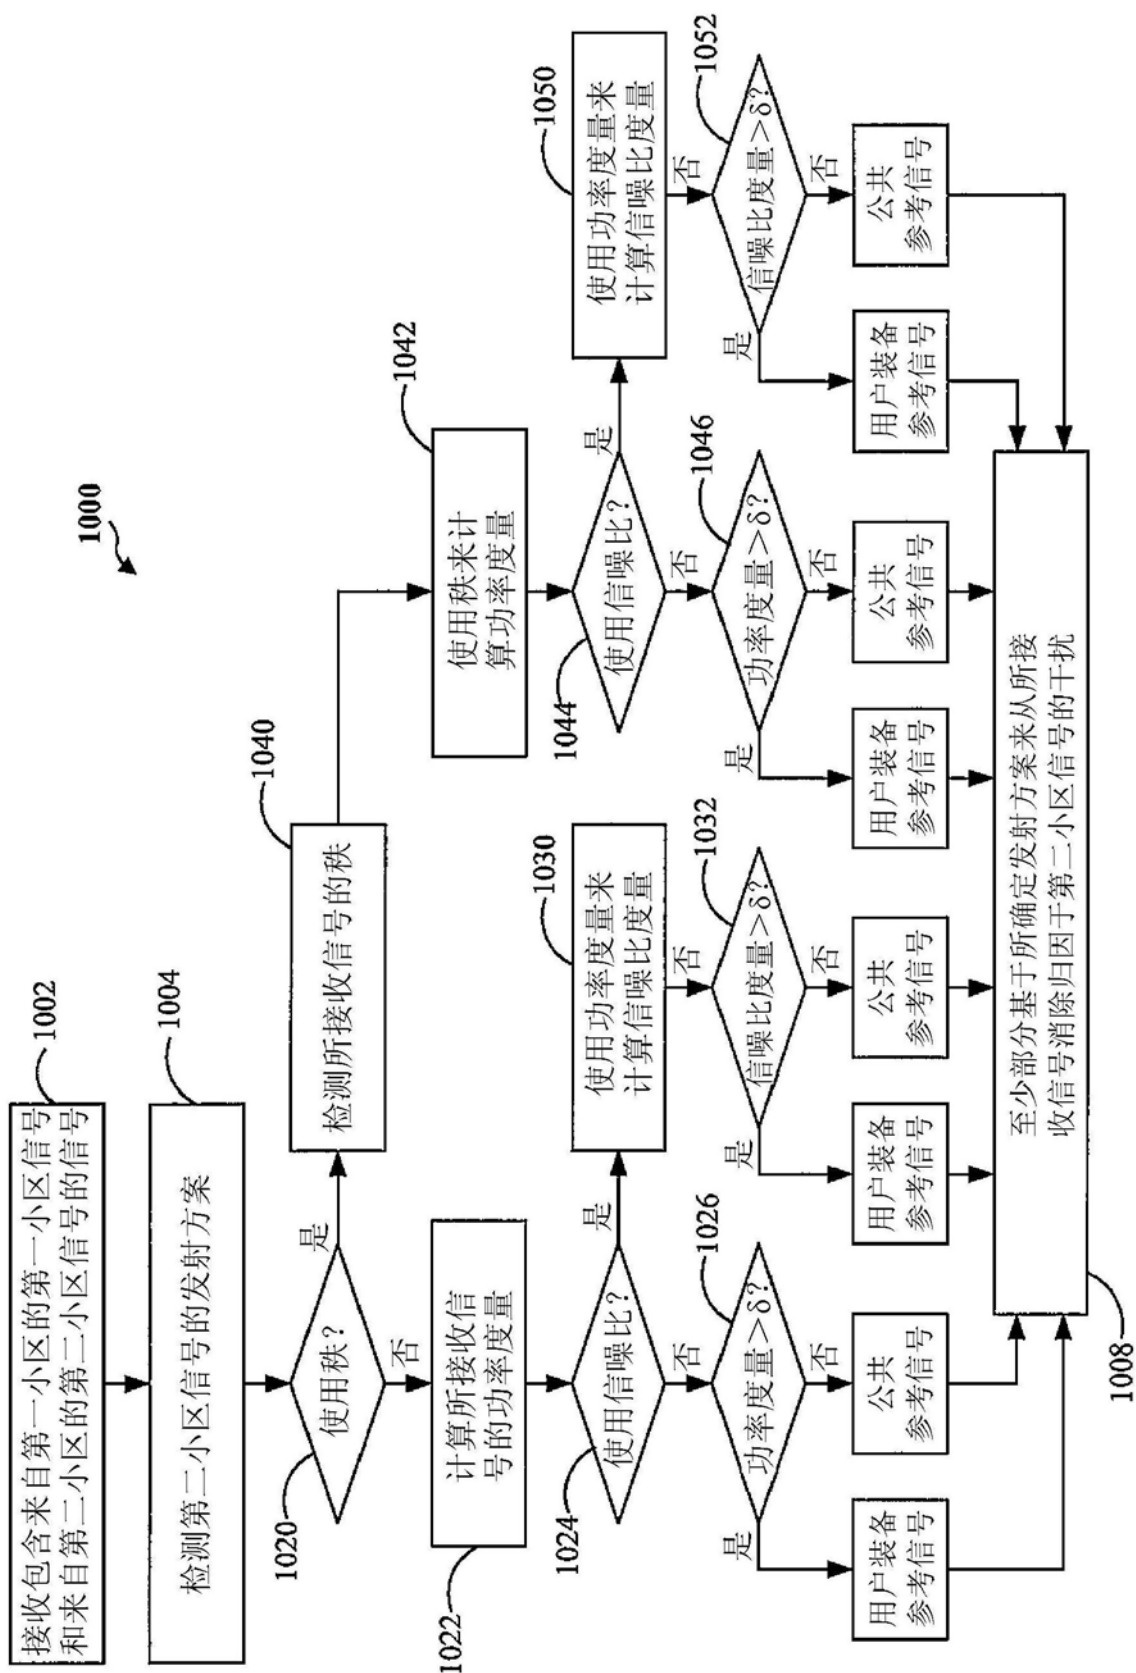 1000
接收包含来自第一小区的第一小区信号
和来自第二小区的第二小区信号的信号
1002
检测第二小区信号的发射方案
1004
使用秩？
1020
是
否
检测所接收信号的秩
1040
计算所接收信
号的功率度量
1022
使用秩来计
算功率度量
1042
使用信噪比？
1024
是
否
使用功率度量来
计算信噪比度量
1030
使用信噪比？
1044
是
否
使用功率度量来
计算信噪比度量
1050
功率度量>δ?
1026
是
否
否
信噪比度量>δ?
1032
是
否
功率度量>δ?
1046
是
否
否
信噪比度量>δ?
1052
是
否
用户装备
参考信号
公共
参考信号
用户装备
参考信号
公共
参考信号
用户装备
参考信号
公共
参考信号
用户装备
参考信号
公共
参考信号
至少部分基于所确定发射方案来从所接
收信号消除归因于第二小区信号的干扰
1008